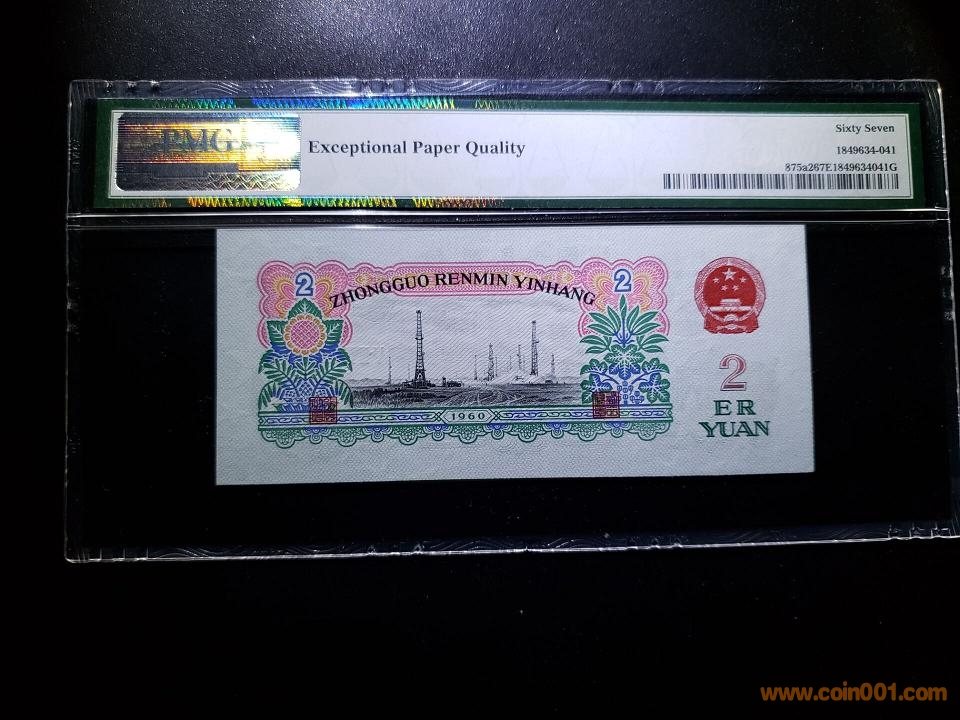 PMG
Exceptional Paper Quality
Sixty Seven
1849634-041
875a267E1849634041G
2
ZHONGGUO RENMIN YINHANG
2
1960
2
ER
YUAN
www.coin001.com